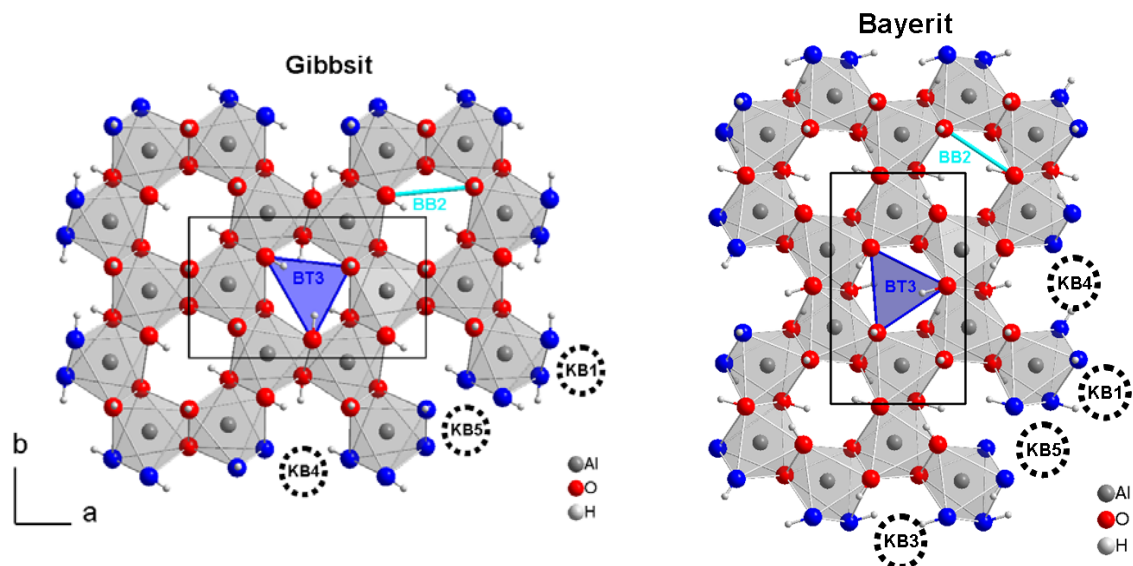 Gibbsit
BB2
BT3
KB1
KB5
KB4
b
a
Al
O
H
Bayerit
BB2
BT3
KB4
KB1
KB5
KB3
Al
O
H